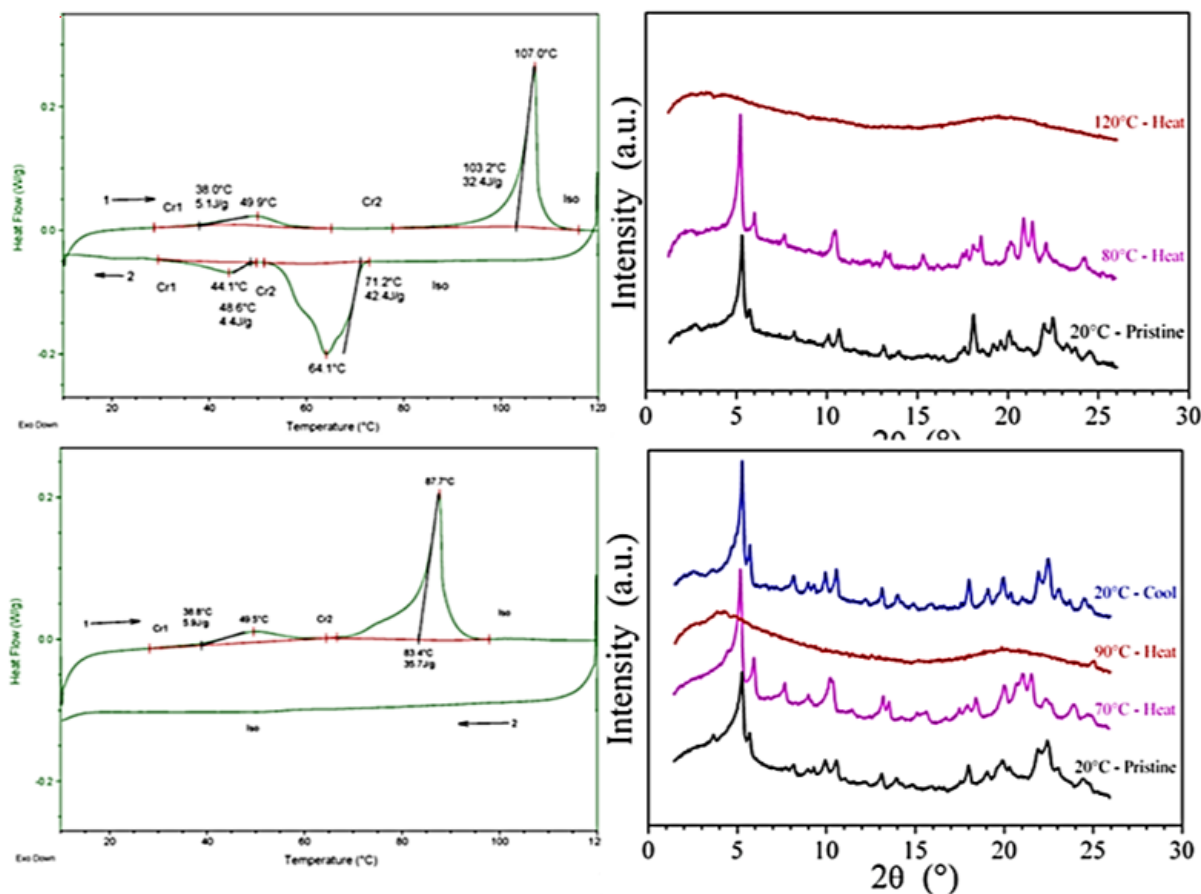 Heat Flow (W/g)
0.2
0.0
-0.2
107.0°C
103.2°C
32.4J/g
38.0°C
5.1J/g
49.9°C
1
Cr1
Cr2
Iso
2
Cr1
44.1°C
48.6°C
4.4J/g
Cr2
71.2°C
42.4J/g
Iso
64.1°C
20
40
60
80
100
120
Exo Down
Temperature (°C)
Intensity (a.u.)
120°C - Heat
80°C - Heat
20°C - Pristine
0
5
10
15
20
25
30
2θ (°)
Heat Flow (W/g)
0.2
0.0
-0.2
87.7°C
1
Cr1
38.8°C
5.9J/g
49.5°C
Cr2
Iso
83.4°C
35.7J/g
Iso
2
20
40
60
80
100
120
Exo Down
Temperature (°C)
Intensity (a.u.)
20°C - Cool
90°C - Heat
70°C - Heat
20°C - Pristine
0
5
10
15
20
25
30
2θ (°)